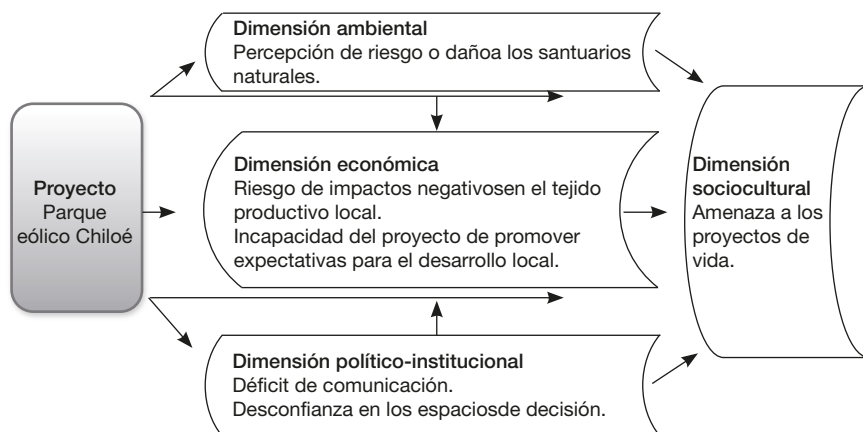 Dimensión ambiental
Percepción de riesgo o dañoa los santuarios
naturales.
Proyecto
Parque
eólico Chiloé
Dimensión económica
Riesgo de impactos negativosen el tejido
productivo local.
Incapacidad del proyecto de promover
expectativas para el desarrollo local.
Dimensión
sociocultural
Amenaza a los
proyectos de
vida.
Dimensión político-institucional
Déficit de comunicación.
Desconfianza en los espaciosde decisión.